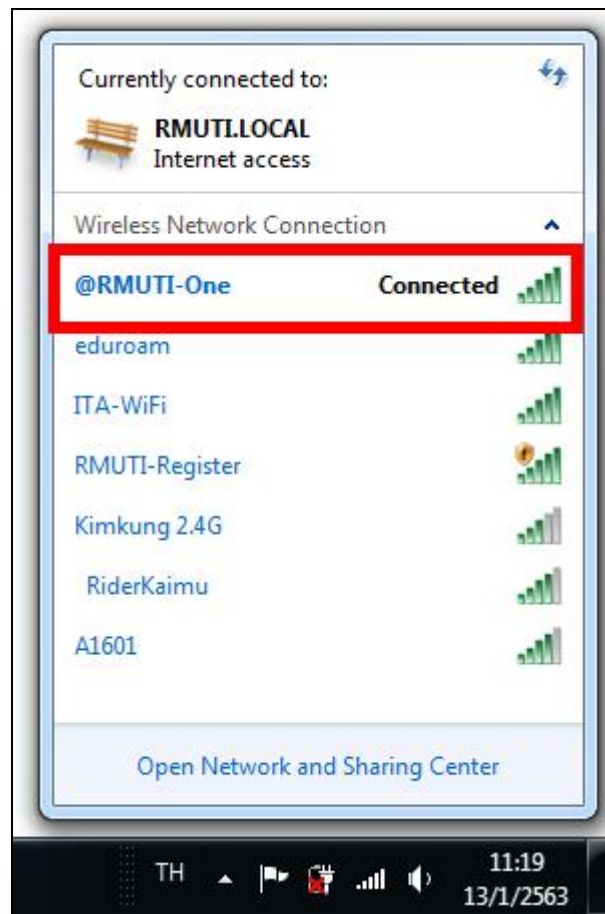 Currently connected to:
RMUTI.LOCAL
Internet access
Wireless Network Connection
@RMUTI-One Connected
eduroam
ITA-WiFi
RMUTI-Register
Kimkung 2.4G
RiderKaimu
A1601
Open Network and Sharing Center
TH 11:19
13/1/2563